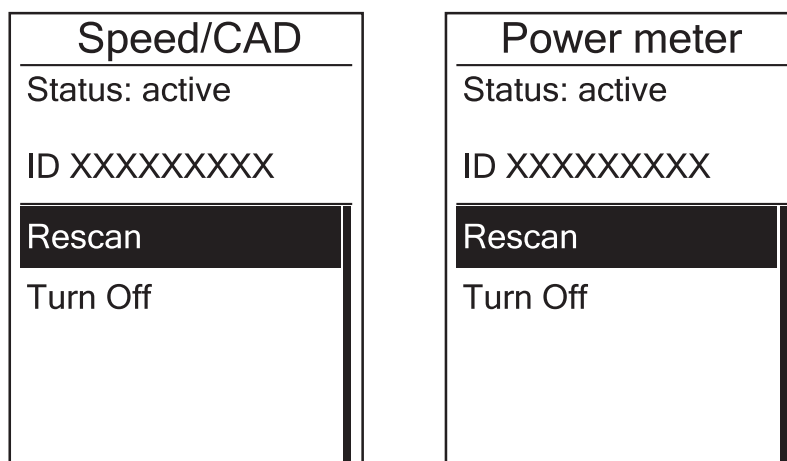 Speed/CAD
Status: active
ID XXXXXXXXX
Rescan
Turn Off
Power meter
Status: active
ID XXXXXXXXX
Rescan
Turn Off